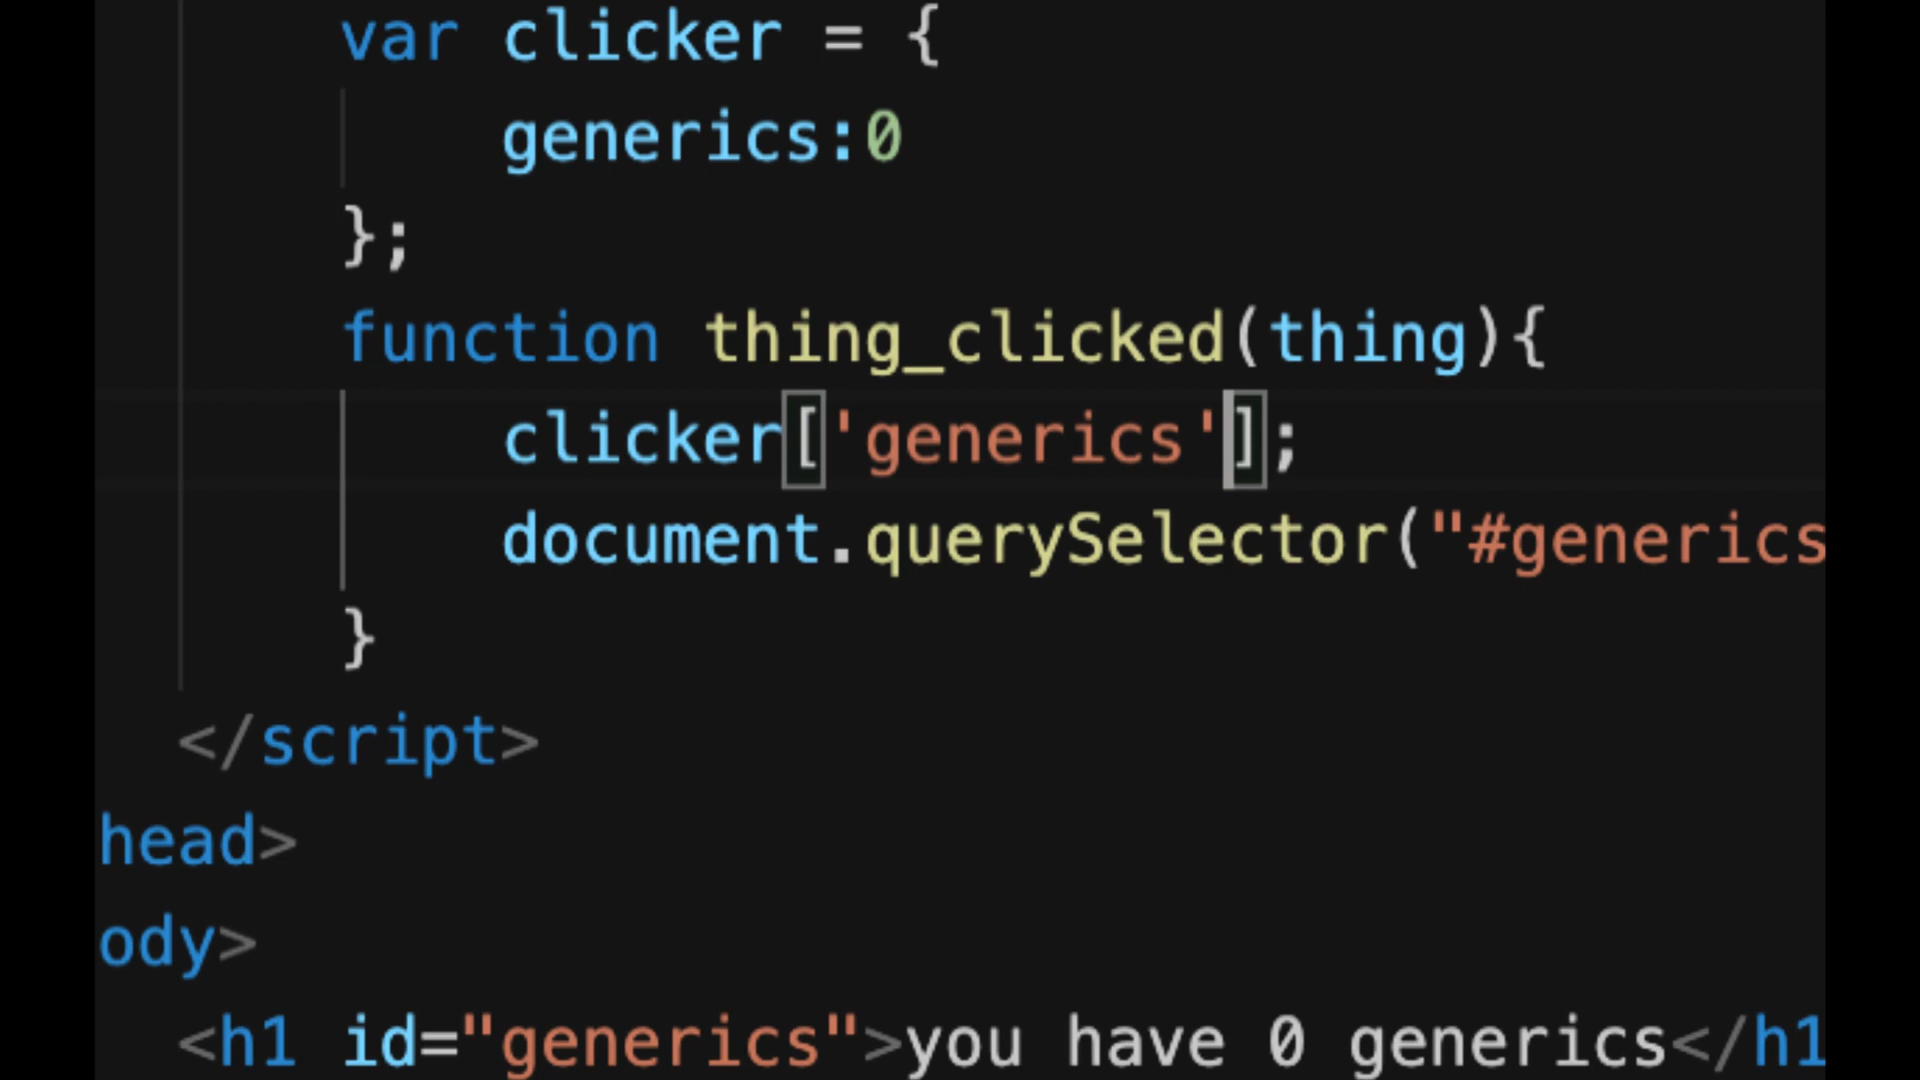 var clicker = {
generics:0
};
function thing_clicked(thing){
clicker['generics'];
document.querySelector("#generics
}
</script>
head>
ody>
<h1 id="generics">you have 0 generics</h1